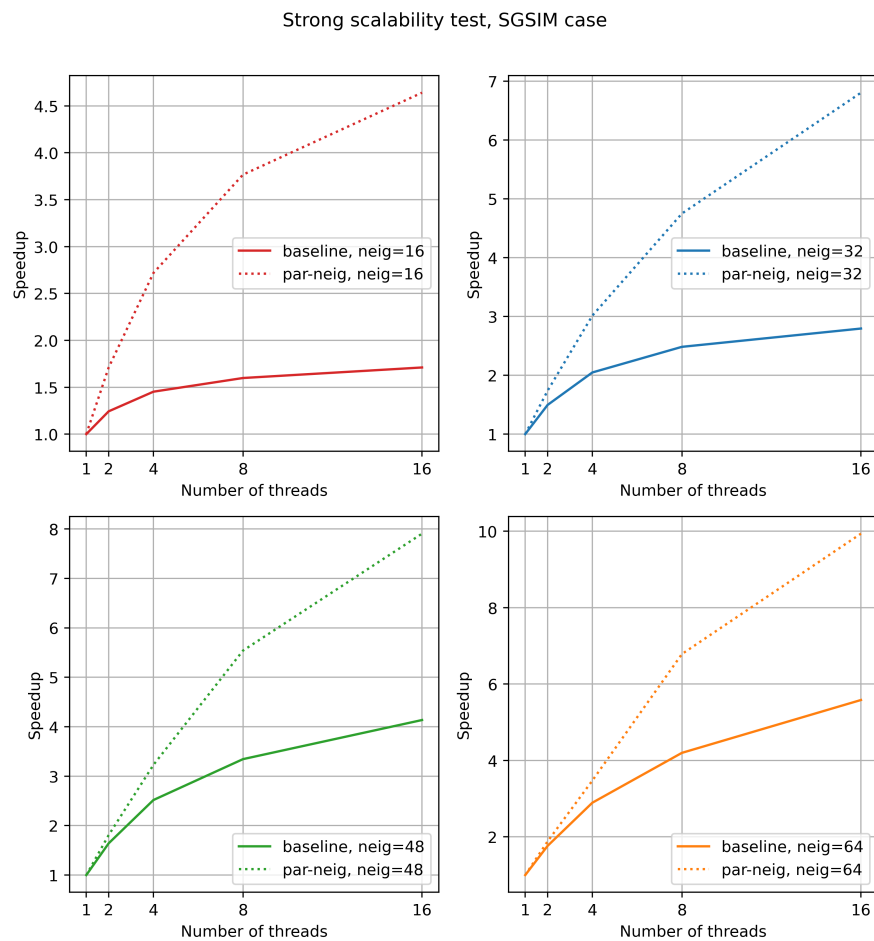 Strong scalability test, SGSIM case
4.5
4.0
3.5
3.0
2.5
2.0
1.5
1.0
Speedup
baseline, neig=16
par-neig, neig=16
1 2 4 8 16
Number of threads
7
6
5
4
3
2
1
Speedup
baseline, neig=32
par-neig, neig=32
1 2 4 8 16
Number of threads
8
7
6
5
4
3
2
1
Speedup
baseline, neig=48
par-neig, neig=48
1 2 4 8 16
Number of threads
10
8
6
4
2
Speedup
baseline, neig=64
par-neig, neig=64
1 2 4 8 16
Number of threads